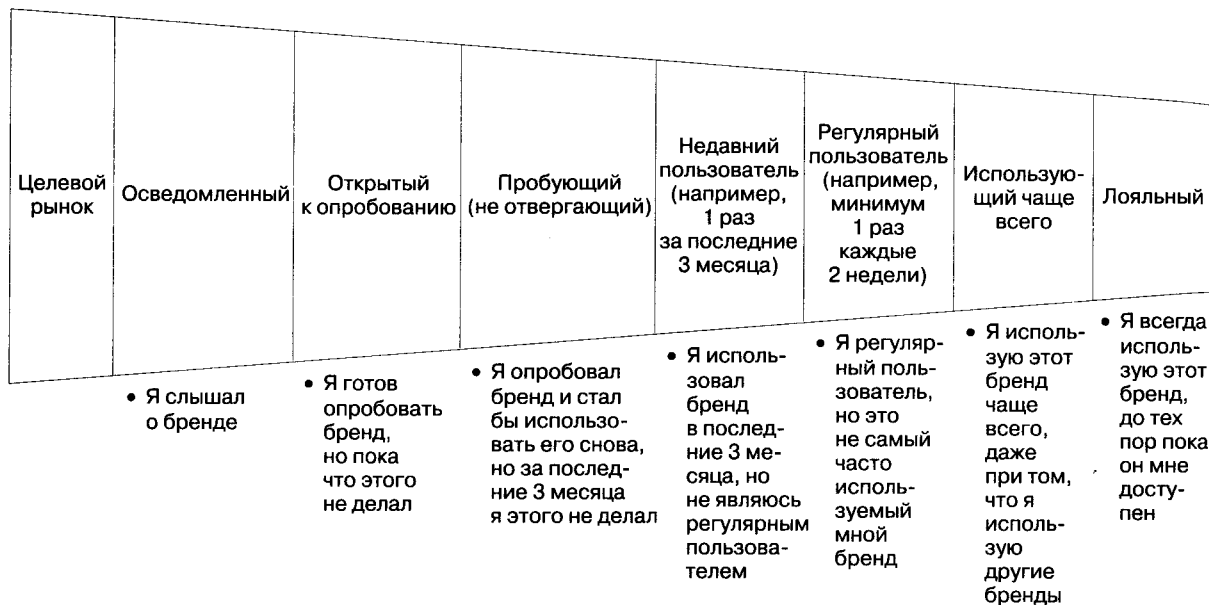 Целевой
рынок
Осведомленный
Открытый
к опробованию
Пробующий
(не отвергающий)
Недавний
пользователь
(например,
1 раз
за последние
3 месяца)
Регулярный
пользователь
(например,
минимум
1 раз
каждые
2 недели)
Использую-
щий чаще
всего
Лояльный
• Я слышал
о бренде
• Я готов
опробовать
бренд,
но пока
что этого
не делал
• Я опробовал
бренд и стал
бы использо-
вать его снова,
но за послед-
ние 3 месяца
я этого не делал
• Я исполь-
зовал
бренд
в послед-
ние 3 ме-
сяца, но
не являюсь
регулярным
пользова-
телем
• Я регуляр-
ный поль-
зователь,
но это
не самый
часто
исполь-
зуемый
мной
бренд
• Я исполь-
зую этот
бренд
чаще
всего,
даже
при том,
что я
исполь-
зую
другие
бренды
• Я всегда
исполь-
зую этот
бренд,
до тех
пор пока
он мне
досту-
пен